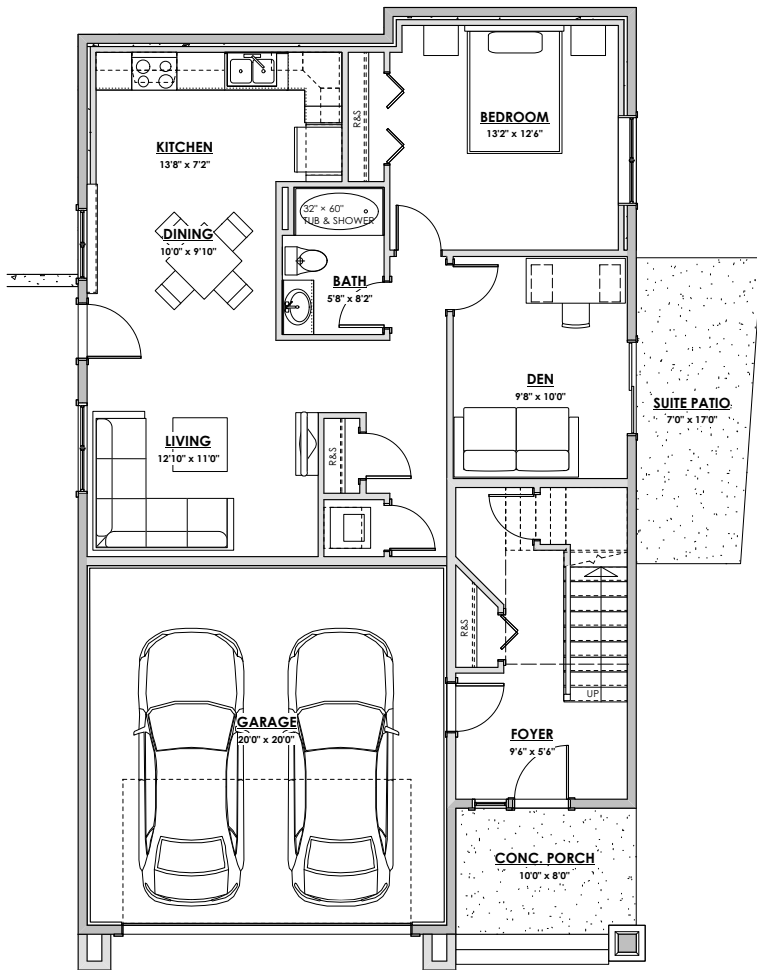 BEDROOM
13'2" x 12'6"
R&S
KITCHEN
13'8" x 7'2"
32" × 60"
TUB & SHOWER
DINING
10'0" x 9'10"
BATH
5'8" x 8'2"
DEN
9'8" x 10'0"
SUITE PATIO
7'0" x 17'0"
LIVING
12'10" x 11'0"
R&S
R&S
UP
GARAGE
20'0" x 20'0"
FOYER
9'6" x 5'6"
CONC. PORCH
10'0" x 8'0"